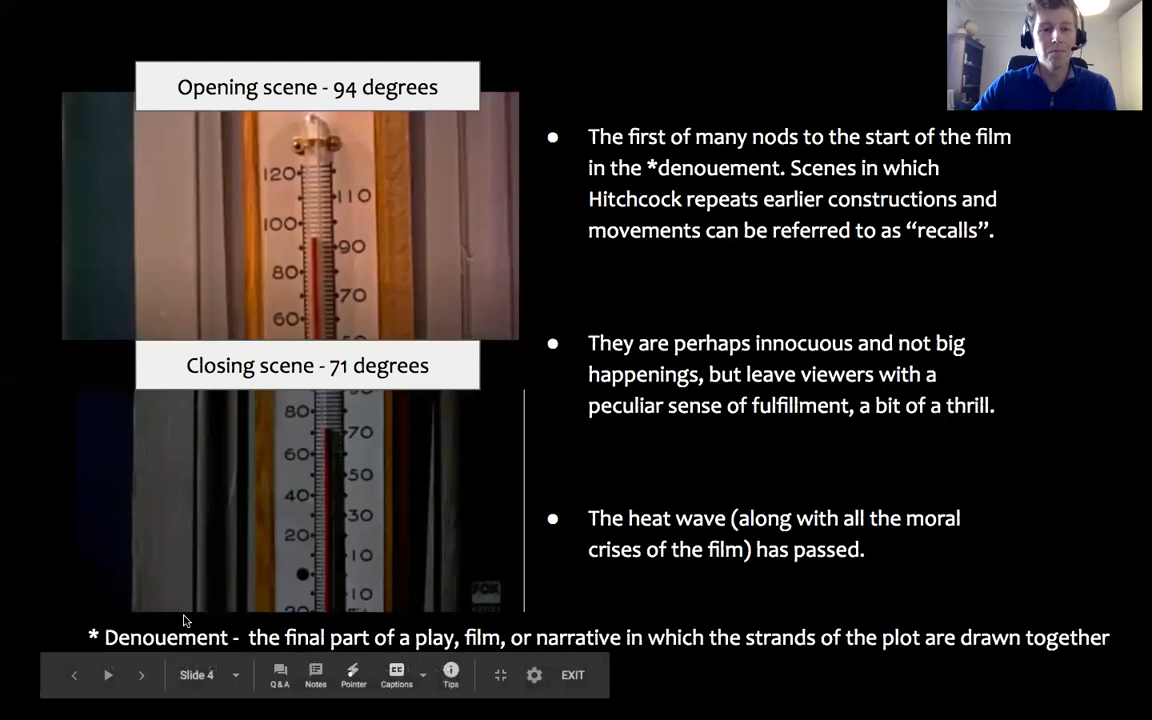 Opening scene - 94 degrees
120
110
100
90
80
70
60
Closing scene - 71 degrees
80
70
60
50
40
30
20
10
10
● The first of many nods to the start of the film
in the *denouement. Scenes in which
Hitchcock repeats earlier constructions and
movements can be referred to as “recalls”.
● They are perhaps innocuous and not big
happenings, but leave viewers with a
peculiar sense of fulfillment, a bit of a thrill.
● The heat wave (along with all the moral
crises of the film) has passed.
* Denouement - the final part of a play, film, or narrative in which the strands of the plot are drawn together
Slide 4
Q&A
Notes
Pointer
Captions
Tips
EXIT